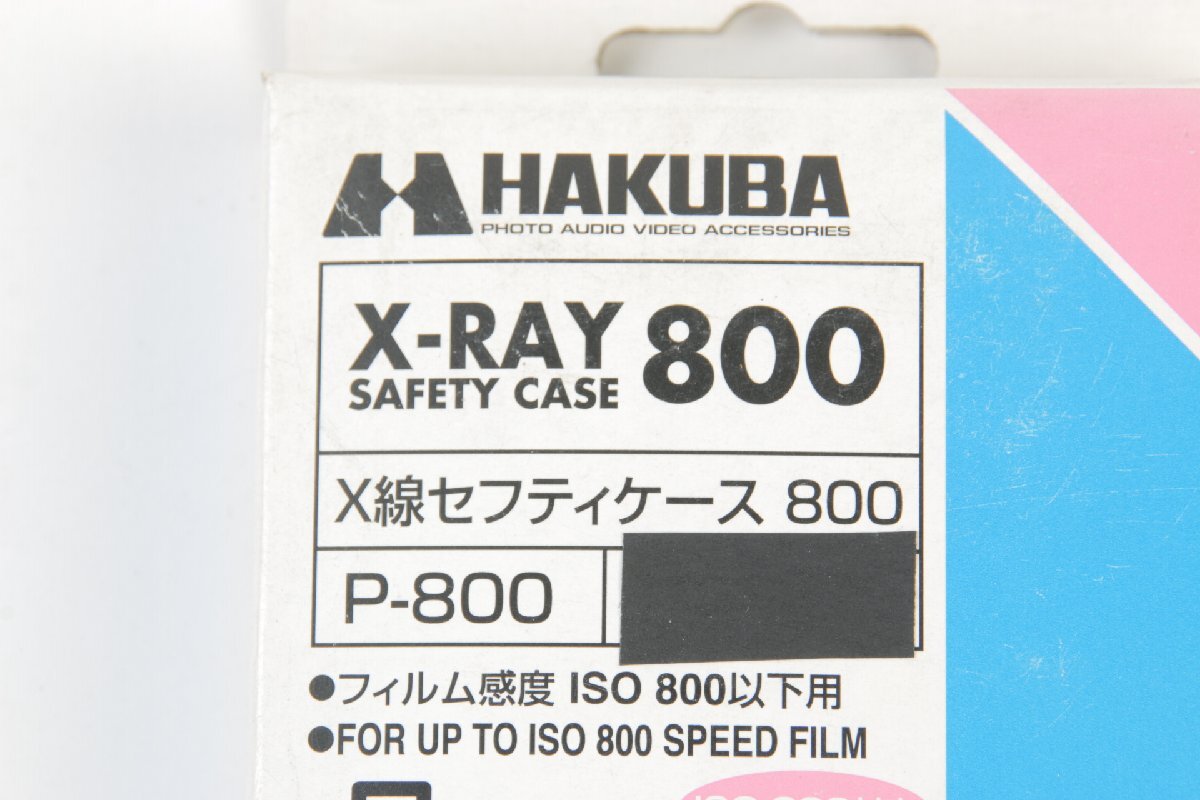 HAKUBA
PHOTO AUDIO VIDEO ACCESSORIES
X-RAY 800
SAFETY CASE
X線セフティケース 800
P-800
●フィルム感度 ISO 800以下用
●FOR UP TO ISO 800 SPEED FILM